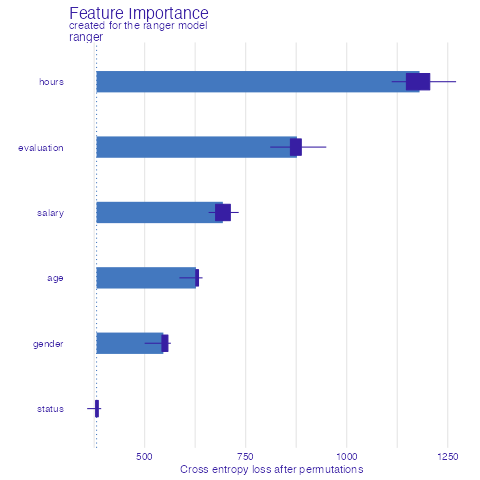 Feature Importance
created for the ranger model
ranger
hours
evaluation
salary
age
gender
status
500 750 1000 1250
Cross entropy loss after permutations